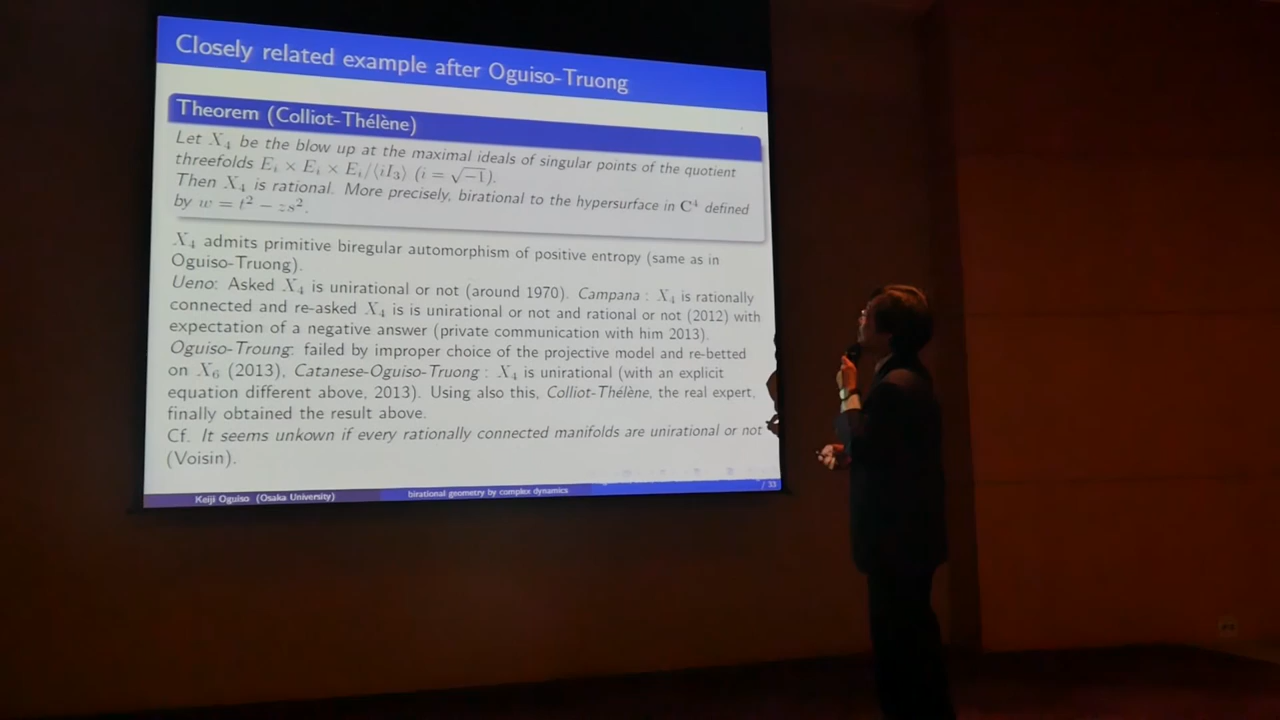 Closely related example after Oguiso-Truong
Theorem (Colliot-Thélène)
Let X₄ be the blow up at the maximal ideals of singular points of the quotient
threefolds Eᵢ × Eᵢ × Eᵢ/⟨iI₃⟩ (i = √−1).
Then X₄ is rational. More precisely, birational to the hypersurface in C⁴ defined
by w = t² − zs².
X₄ admits primitive biregular automorphism of positive entropy (same as in
Oguiso-Truong).
Ueno: Asked X₄ is unirational or not (around 1970). Campana : X₄ is rationally
connected and re-asked X₄ is is unirational or not and rational or not (2012) with
expectation of a negative answer (private communication with him 2013).
Oguiso-Troung: failed by improper choice of the projective model and re-betted
on X₆ (2013), Catanese-Oguiso-Truong : X₄ is unirational (with an explicit
equation different above, 2013). Using also this, Colliot-Thélène, the real expert,
finally obtained the result above.
Cf. It seems unkown if every rationally connected manifolds are unirational or not
(Voisin).
Keiji Oguiso (Osaka University) birational geometry by complex dynamics / 33